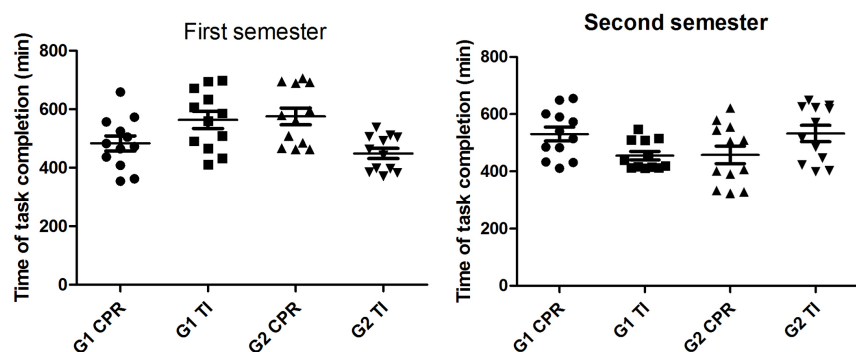 First semester
Time of task completion (min)
800
600
400
200
0
G1 CPR
G1 TI
G2 CPR
G2 TI
Second semester
Time of task completion (min)
800
600
400
200
0
G1 CPR
G1 TI
G2 CPR
G2 TI